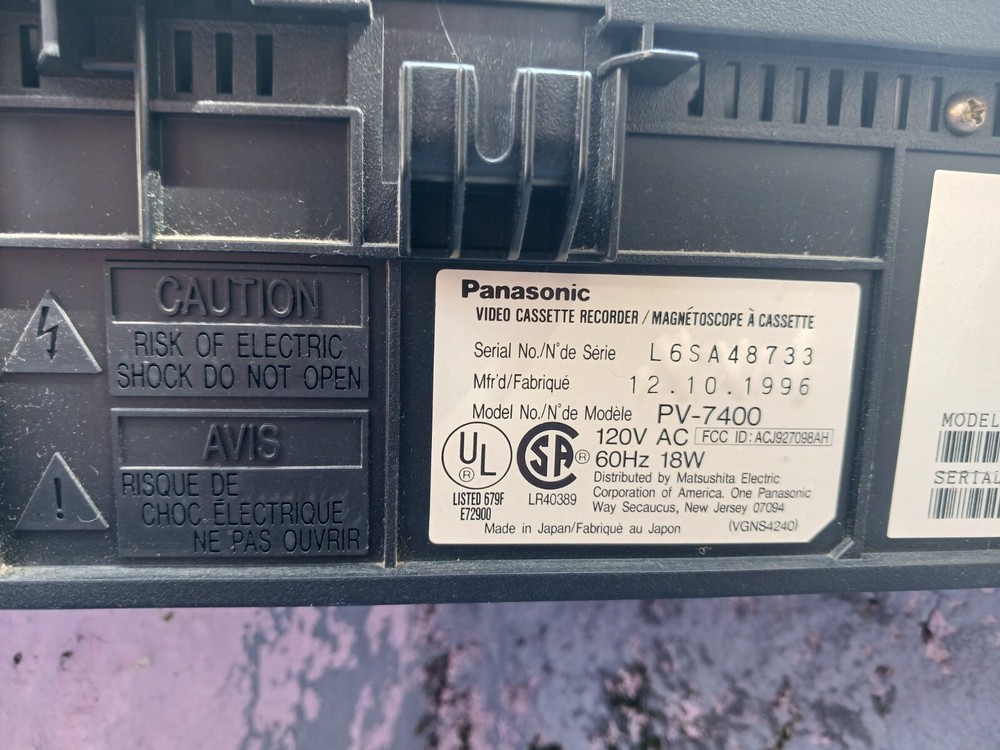 CAUTION
RISK OF ELECTRIC
SHOCK DO NOT OPEN
AVIS
RISQUE DE
CHOC ÉLECTRIQUE
NE PAS OUVRIR
Panasonic
VIDEO CASSETTE RECORDER / MAGNÉTOSCOPE À CASSETTE
Serial No./N° de Série L6SA48733
Mfr'd/Fabriqué 12.10.1996
Model No./N° de Modèle PV-7400
UL ®
LISTED 679F
E72900
SA ®
LR40389
120V AC FCC ID: ACJ927098AH
60Hz 18W
Distributed by Matsushita Electric
Corporation of America. One Panasonic
Way Secaucus, New Jersey 07094
Made in Japan/Fabriqué au Japon (VGNS4240)
MODEL
SERIAL